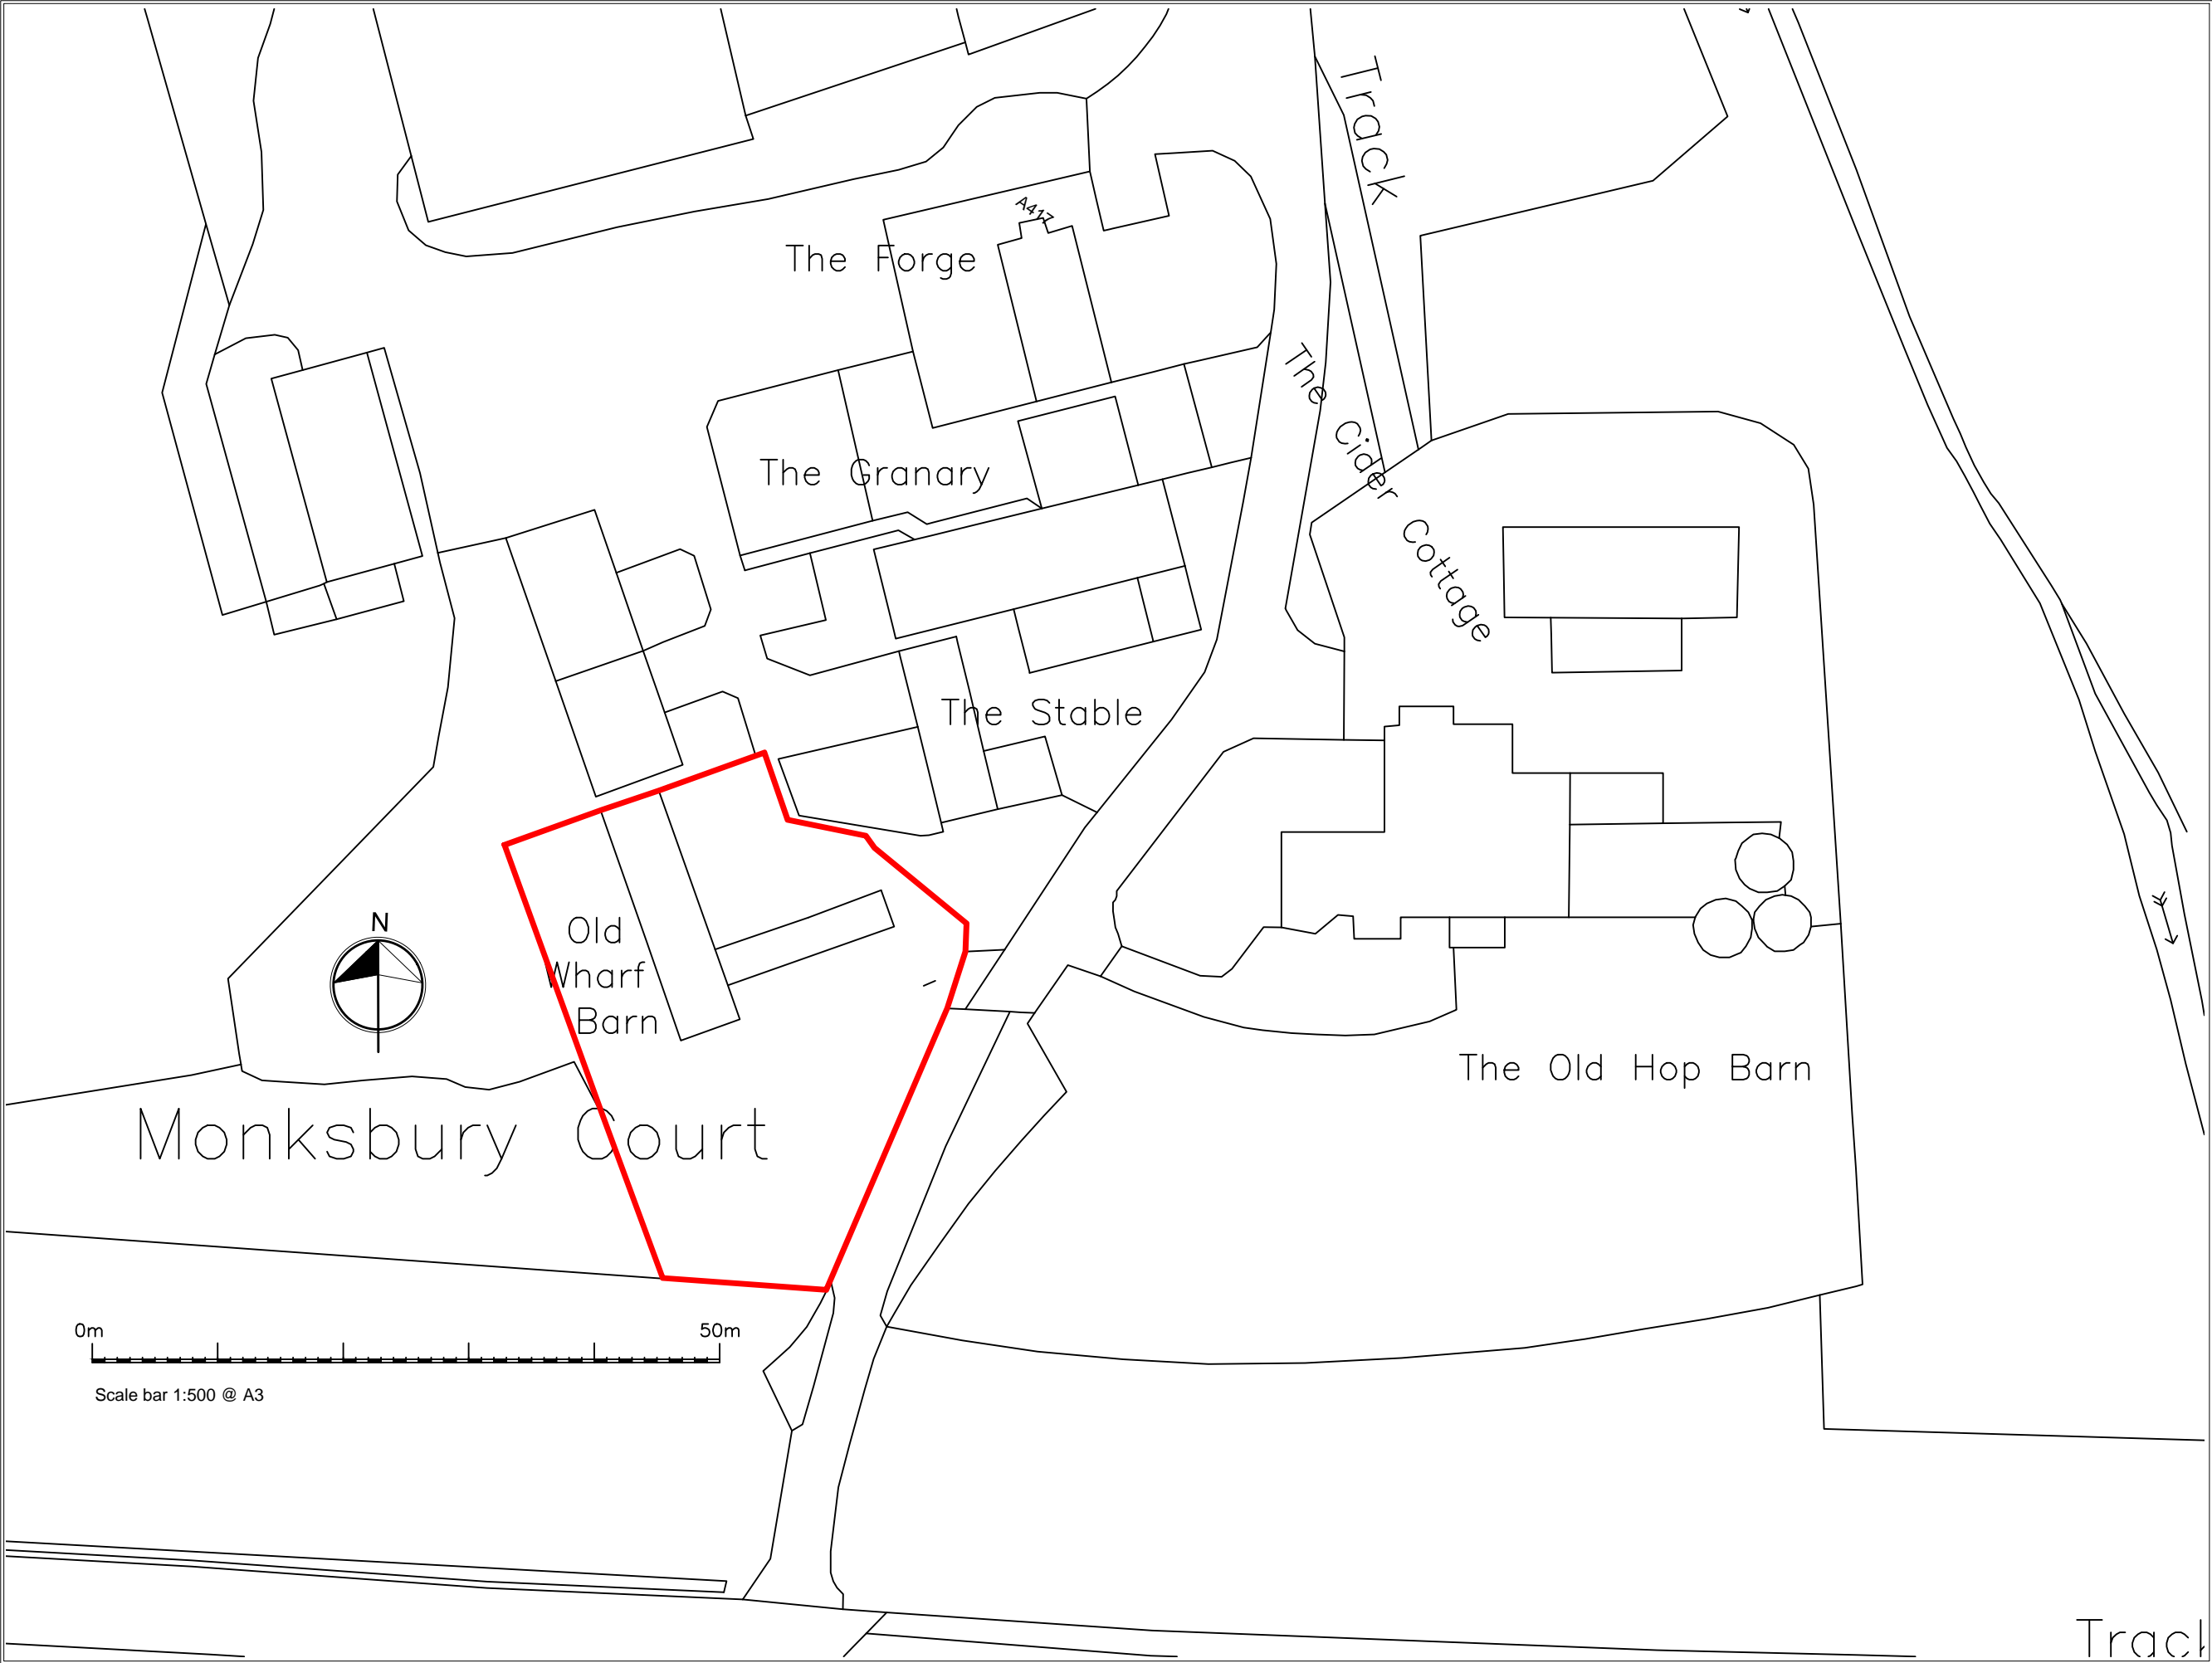 Track
A417
The Forge
The Cider Cottage
The Granary
The Stable
N
Old
Wharf
Barn
The Old Hop Barn
Monksbury Court
0m 50m
Scale bar 1:500 @ A3
Track